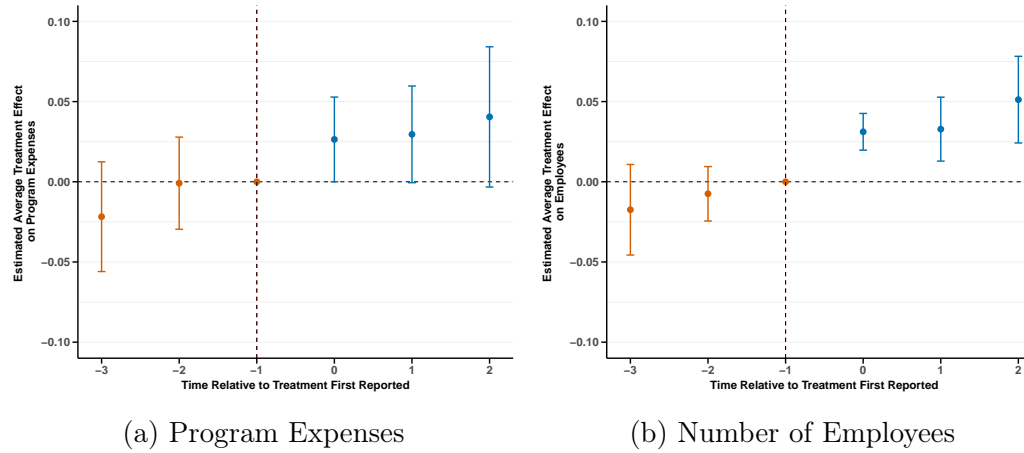 Estimated Average Treatment Effect
on Program Expenses
0.10
0.05
0.00
−0.05
−0.10
−3 −2 −1 0 1 2
Time Relative to Treatment First Reported
(a) Program Expenses
Estimated Average Treatment Effect
on Employees
0.10
0.05
0.00
−0.05
−0.10
−3 −2 −1 0 1 2
Time Relative to Treatment First Reported
(b) Number of Employees